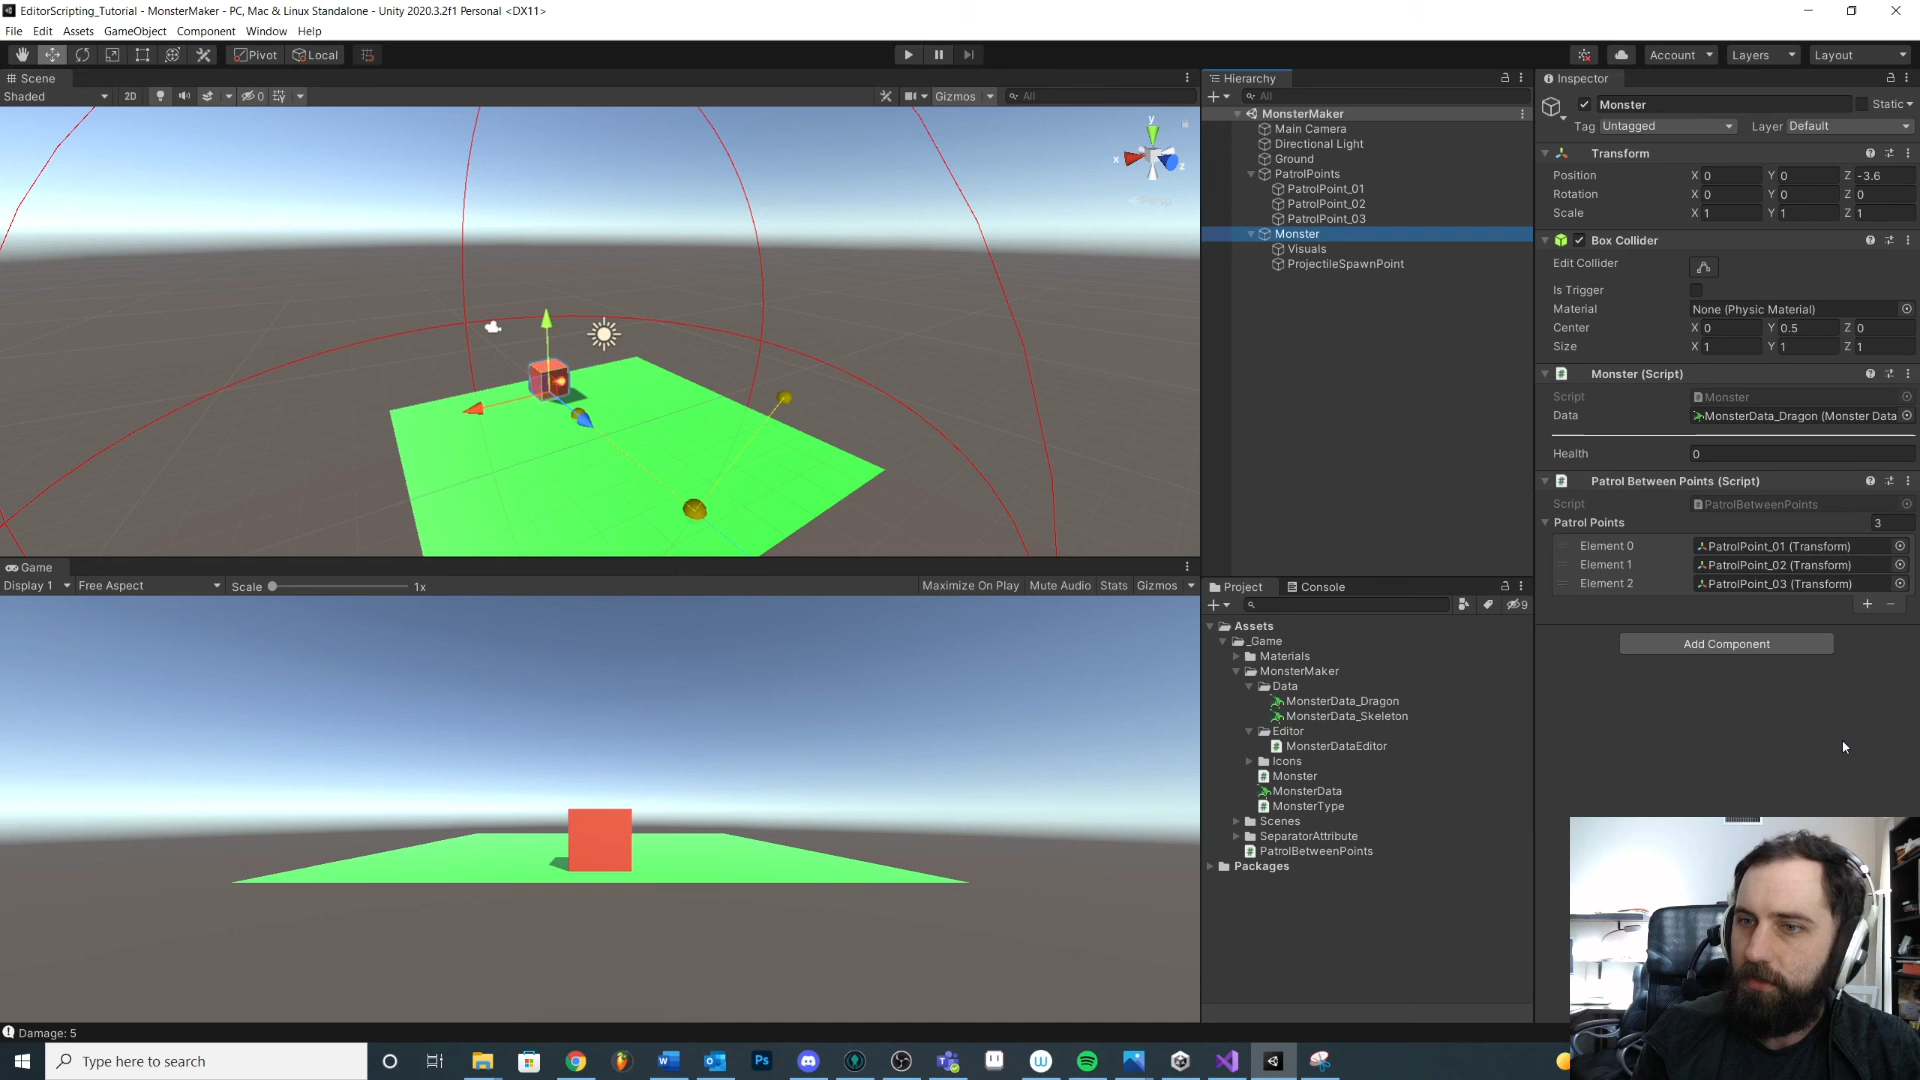 EditorScripting_Tutorial - MonsterMaker - PC, Mac & Linux Standalone - Unity 2020.3.2f1 Personal <DX11>
File Edit Assets GameObject Component Window Help
Pivot Local Account Layers Layout
Scene
Shaded 2D 0 Gizmos All
y
x
z
Persp
Game
Display 1 Free Aspect Scale 1x Maximize On Play Mute Audio Stats Gizmos
Damage: 5
Hierarchy
All
MonsterMaker
Main Camera
Directional Light
Ground
PatrolPoints
PatrolPoint_01
PatrolPoint_02
PatrolPoint_03
Monster
Visuals
ProjectileSpawnPoint
Project Console
9
Assets
_Game
Materials
MonsterMaker
Data
MonsterData_Dragon
MonsterData_Skeleton
Editor
MonsterDataEditor
Icons
Monster
MonsterData
MonsterType
Scenes
SeparatorAttribute
PatrolBetweenPoints
Packages
Inspector
Monster Static
Tag Untagged Layer Default
Transform
Position X 0 Y 0 Z -3.6
Rotation X 0 Y 0 Z 0
Scale X 1 Y 1 Z 1
Box Collider
Edit Collider
Is Trigger
Material None (Physic Material)
Center X 0 Y 0.5 Z 0
Size X 1 Y 1 Z 1
Monster (Script)
Script Monster
Data MonsterData_Dragon (Monster Data
Health 0
Patrol Between Points (Script)
Script PatrolBetweenPoints
Patrol Points 3
Element 0 PatrolPoint_01 (Transform)
Element 1 PatrolPoint_02 (Transform)
Element 2 PatrolPoint_03 (Transform)
Add Component
Type here to search